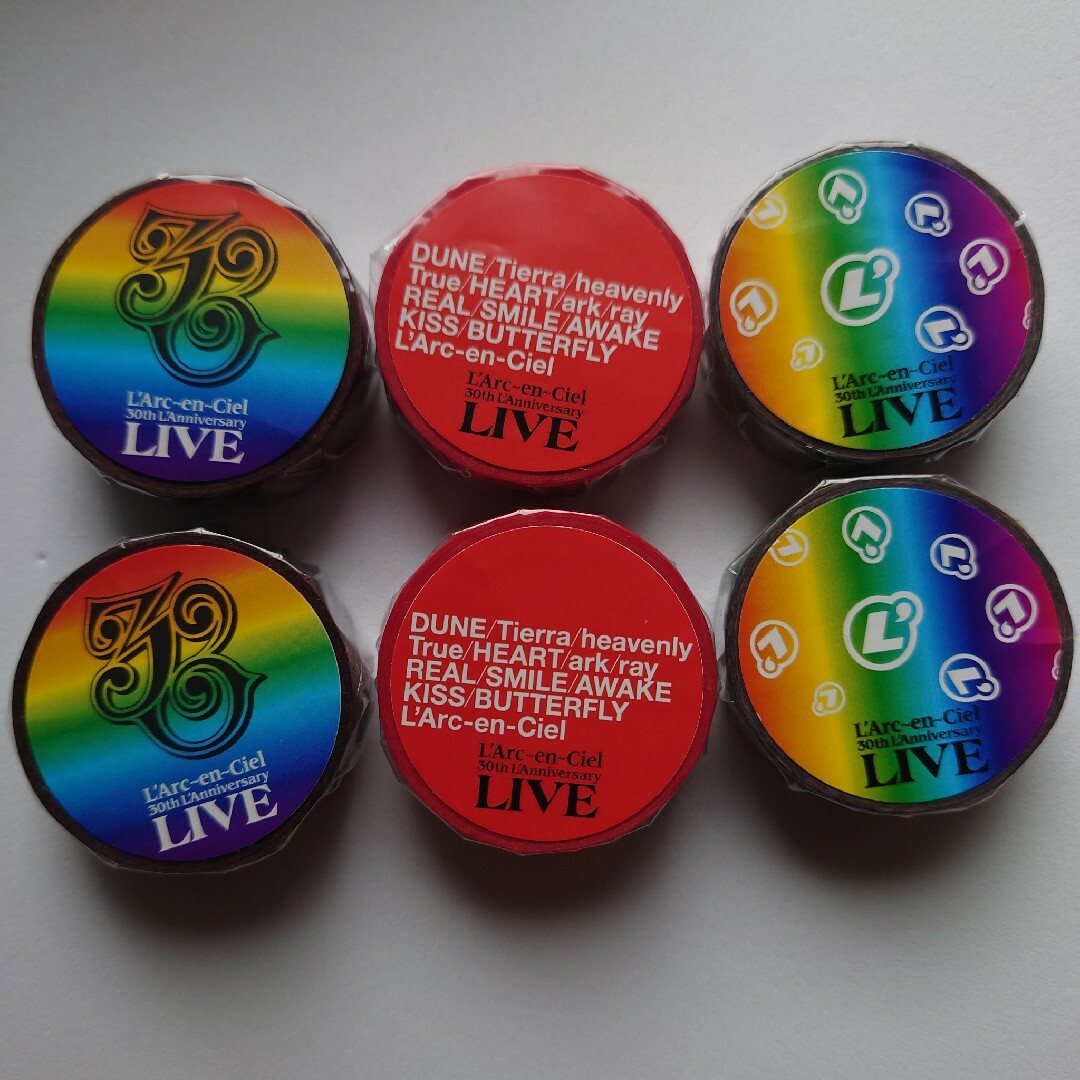 30
L'Arc~en~Ciel
30th L'Anniversary
LIVE
DUNE/Tierra/heavenly
True/HEART/ark/ray
REAL/SMILE/AWAKE
KISS/BUTTERFLY
L'Arc-en-Ciel
L'Arc~en~Ciel
30th L'Anniversary
LIVE
L'
L'Arc~en~Ciel
30th L'Anniversary
LIVE
30
L'Arc~en~Ciel
30th L'Anniversary
LIVE
DUNE/Tierra/heavenly
True/HEART/ark/ray
REAL/SMILE/AWAKE
KISS/BUTTERFLY
L'Arc-en-Ciel
L'Arc~en~Ciel
30th L'Anniversary
LIVE
L'
L'Arc~en~Ciel
30th L'Anniversary
LIVE